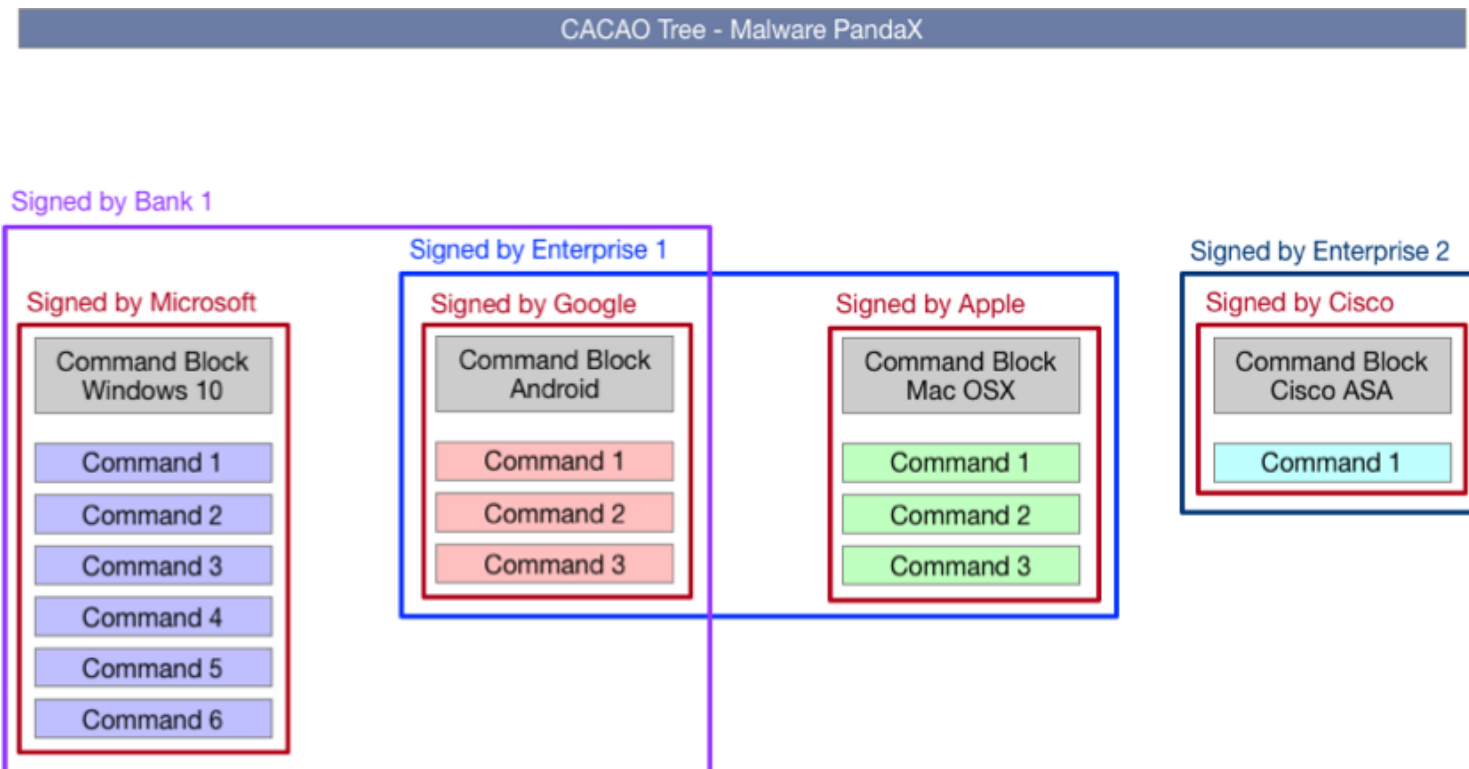 CACAO Tree - Malware PandaX
Signed by Bank 1
Signed by Enterprise 1
Signed by Enterprise 2
Signed by Microsoft
Signed by Google
Signed by Apple
Signed by Cisco
Command Block
Windows 10
Command 1
Command 2
Command 3
Command 4
Command 5
Command 6
Command Block
Android
Command 1
Command 2
Command 3
Command Block
Mac OSX
Command 1
Command 2
Command 3
Command Block
Cisco ASA
Command 1